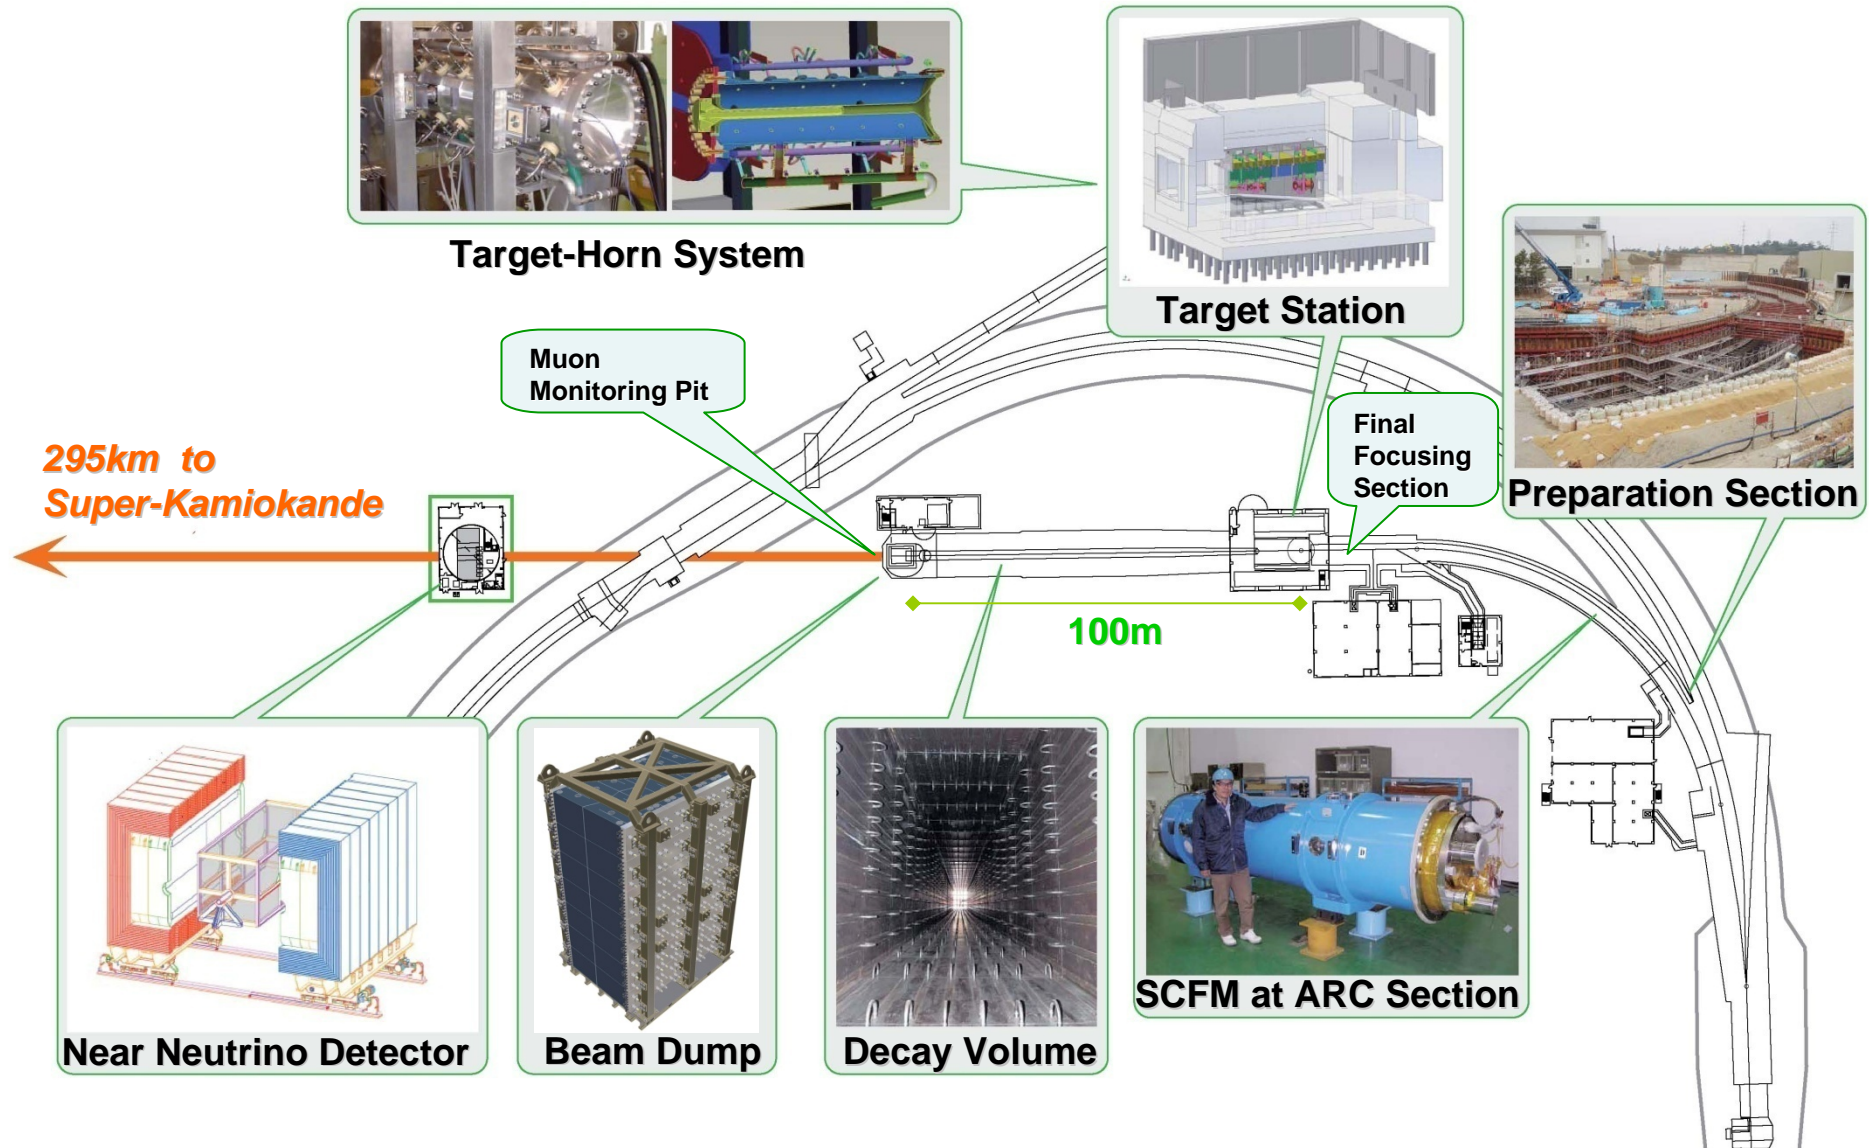 Target-Horn System
Target Station
Muon
Monitoring Pit
Final
Focusing
Section
Preparation Section
295km to
Super-Kamiokande
100m
Near Neutrino Detector
Beam Dump
Decay Volume
SCFM at ARC Section